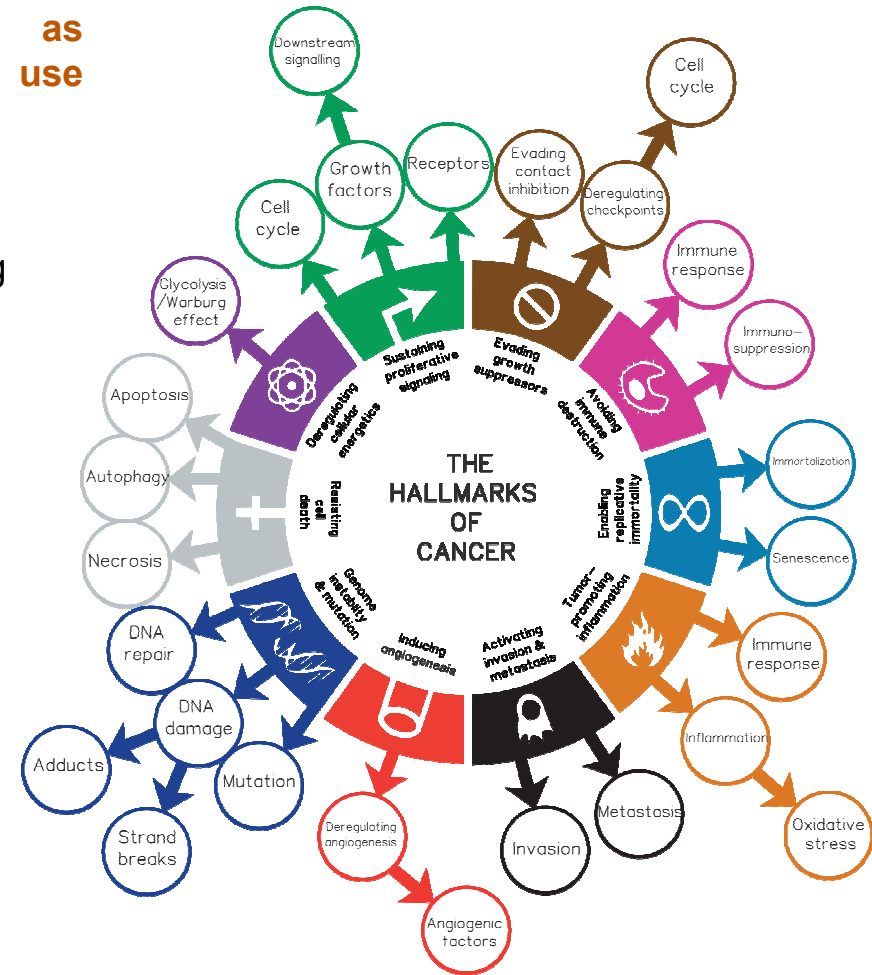 as
use
g
Downstream
signalling
Growth
factors
Receptors
Cell
cycle
Evading
contact
inhibition
Deregulating
checkpoints
Cell
cycle
Immune
response
Immuno-
suppression
Immortalization
Senescence
Immune
response
Inflammation
Oxidative
stress
Metastasis
Invasion
Deregulating
angiogenesis
Angiogenic
factors
Mutation
DNA
damage
Strand
breaks
Adducts
DNA
repair
Necrosis
Autophagy
Apoptosis
Glycolysis
/Warburg
effect
Sustaining
proliferative
signaling
Evading
growth
suppressors
Avoiding
immune
destruction
Enabling
replicative
immortality
Tumor-
promoting
inflammation
Activating
invasion &
metastasis
Inducing
angiogenesis
Genome
instability
& mutation
Resisting
cell
death
Deregulating
cellular
energetics
THE
HALLMARKS
OF
CANCER